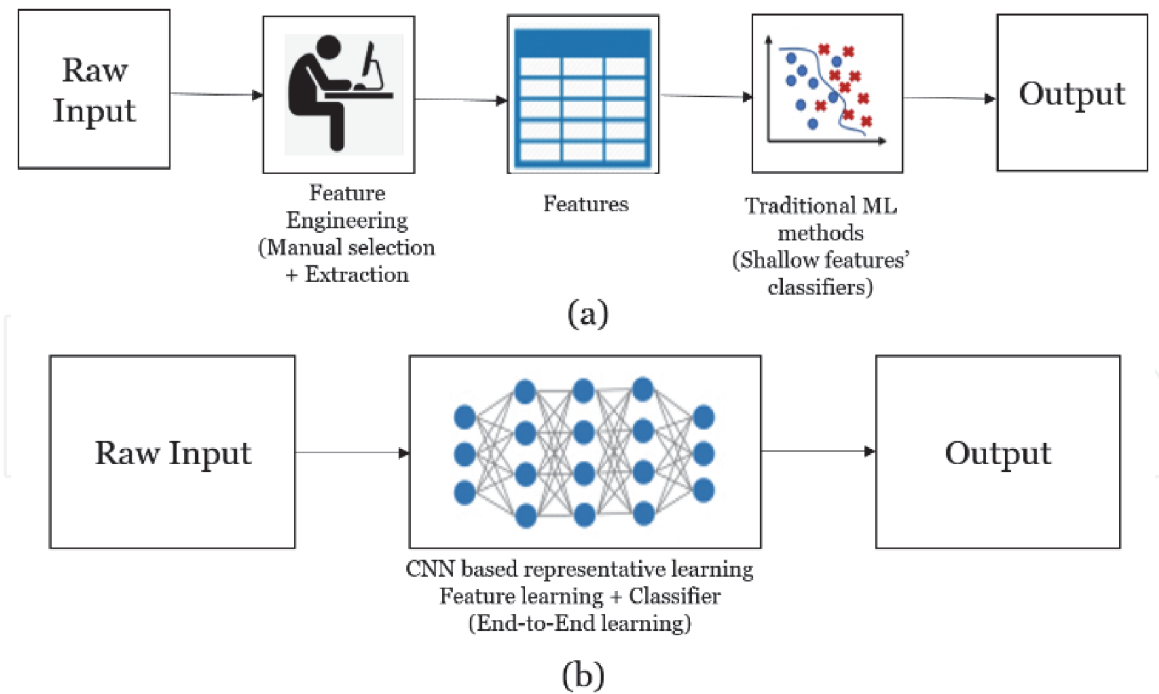 Raw
Input
Output
Feature
Engineering
(Manual selection
+ Extraction
Features
Traditional ML
methods
(Shallow features’
classifiers)
(a)
Raw Input
Output
CNN based representative learning
Feature learning + Classifier
(End-to-End learning)
(b)